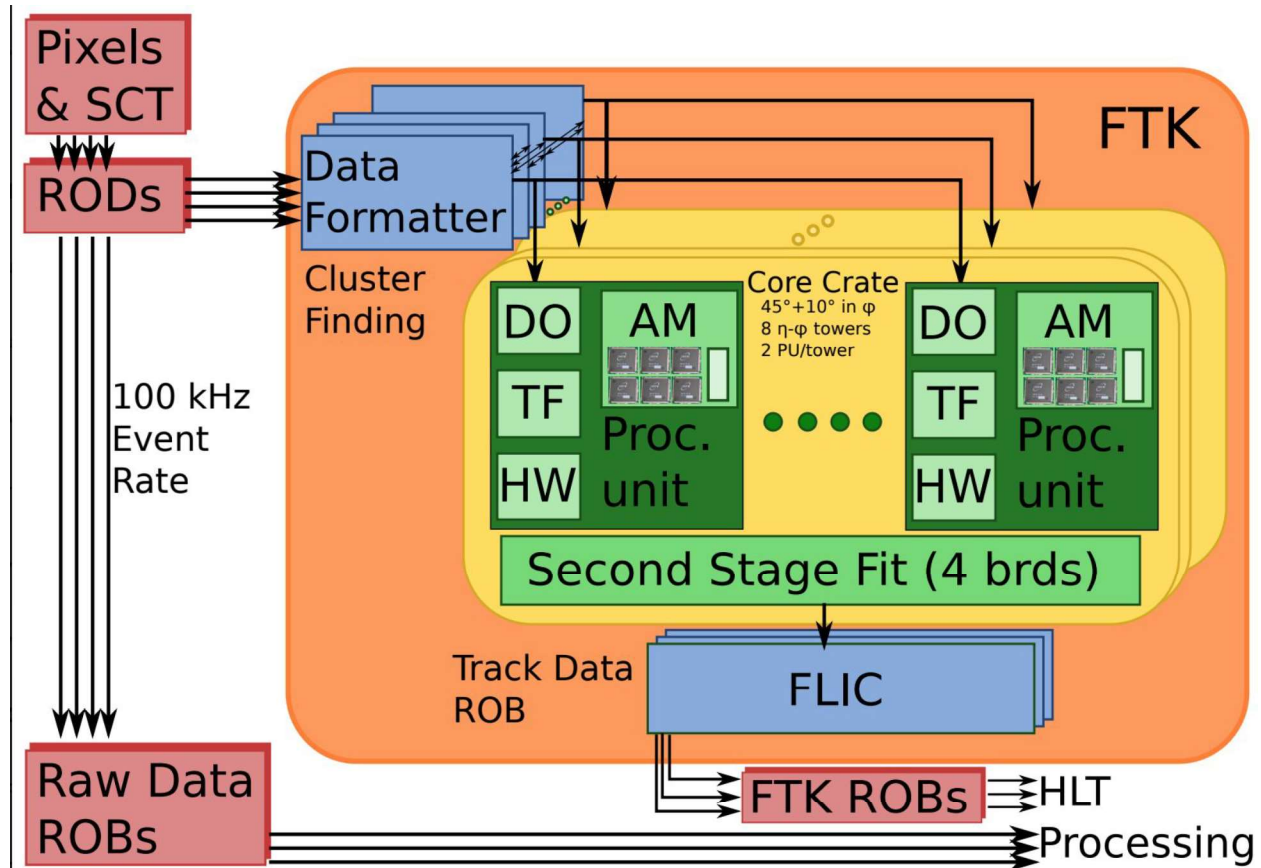 Pixels
& SCT
RODs
Data
Formatter
Cluster
Finding
FTK
100 kHz
Event
Rate
Core Crate
45°+10° in φ
8 η-φ towers
2 PU/tower
DO
AM
TF
HW
Proc.
unit
DO
AM
TF
HW
Proc.
unit
Second Stage Fit (4 brds)
Track Data
ROB
FLIC
Raw Data
ROBs
FTK ROBs
HLT
Processing